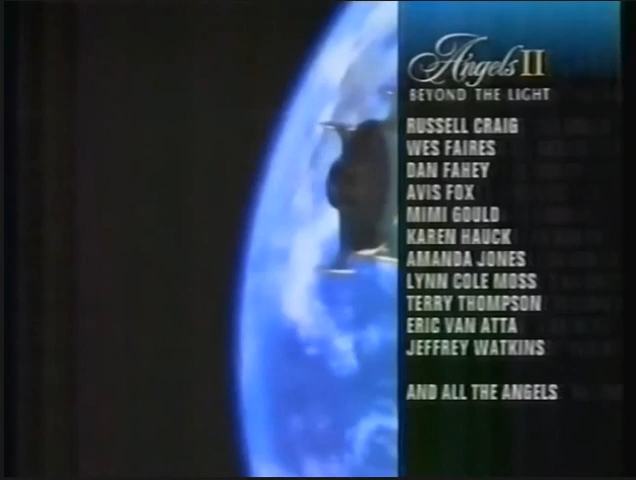 Angels II
BEYOND THE LIGHT
RUSSELL CRAIG
WES FAIRES
DAN FAHEY
AVIS FOX
MIMI GOULD
KAREN HAUCK
AMANDA JONES
LYNN COLE MOSS
TERRY THOMPSON
ERIC VAN ATTA
JEFFREY WATKINS
AND ALL THE ANGELS